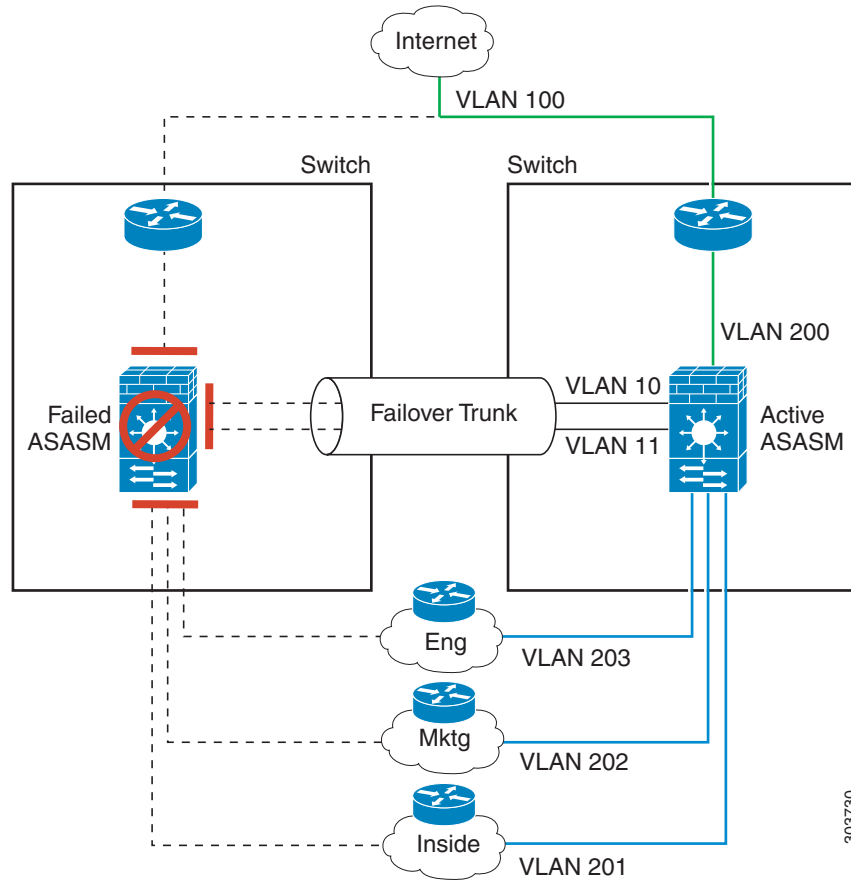 Internet
VLAN 100
Switch
Switch
VLAN 200
VLAN 10
Failed
ASASM
Failover Trunk
Active
ASASM
VLAN 11
Eng
VLAN 203
Mktg
VLAN 202
Inside
VLAN 201
303730